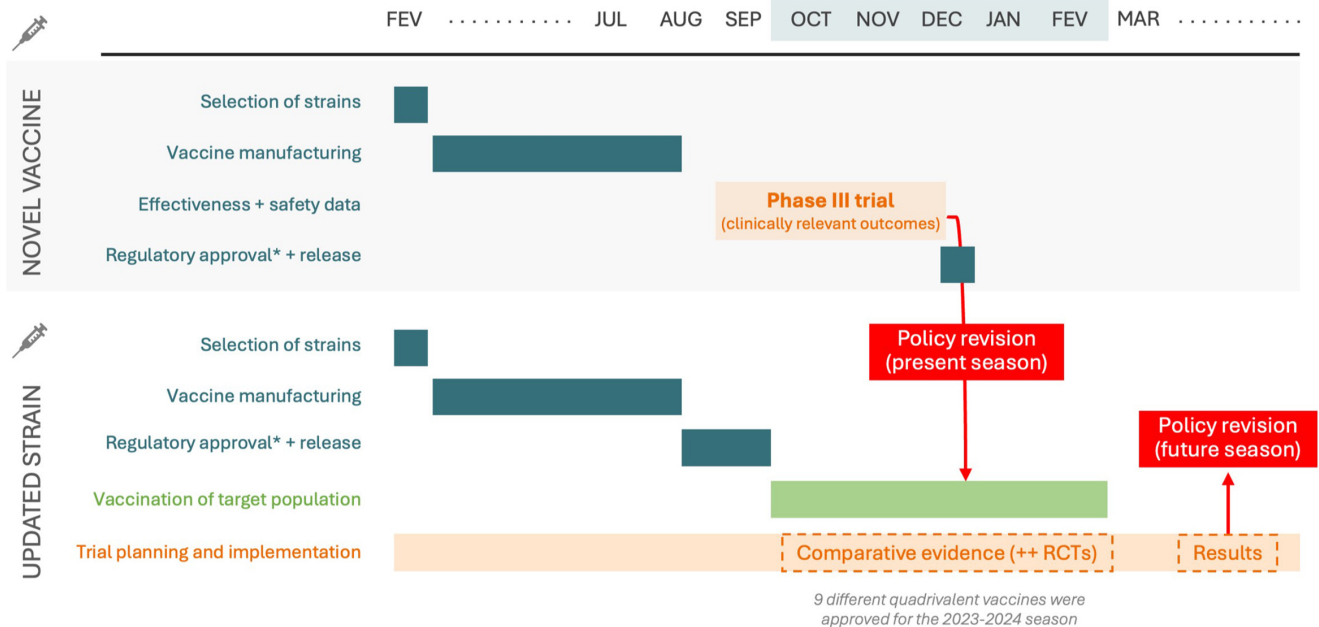 FEV . . . . . . . . . . . JUL AUG SEP OCT NOV DEC JAN FEV MAR . . . . . . . . . . .
NOVEL VACCINE
Selection of strains
Vaccine manufacturing
Effectiveness + safety data
Phase III trial
(clinically relevant outcomes)
Regulatory approval* + release
UPDATED STRAIN
Selection of strains
Policy revision
(present season)
Vaccine manufacturing
Regulatory approval* + release
Policy revision
(future season)
Vaccination of target population
Trial planning and implementation
Comparative evidence (++ RCTs)
Results
9 different quadrivalent vaccines were
approved for the 2023-2024 season